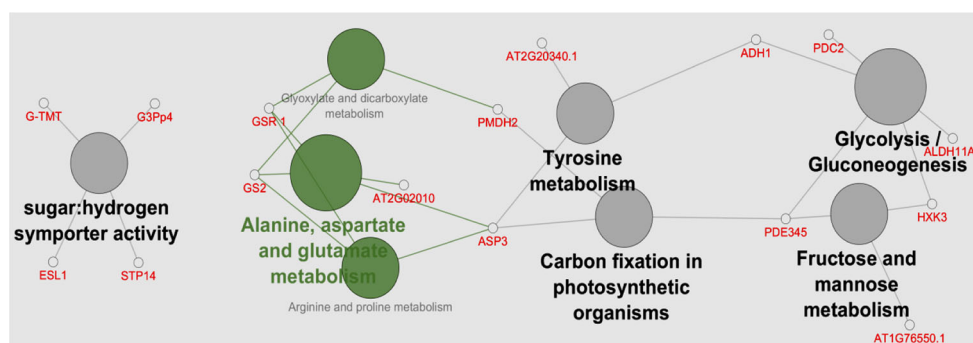 G-TMT
G3Pp4
sugar:hydrogen
symporter activity
ESL1
STP14
Glyoxylate and dicarboxylate
metabolism
GSR 1
GS2
AT2G02010
Alanine, aspartate
and glutamate
metabolism
Arginine and proline metabolism
PMDH2
ASP3
AT2G20340.1
Tyrosine
metabolism
Carbon fixation in
photosynthetic
organisms
ADH1
PDC2
Glycolysis /
Gluconeogenesis
ALDH11A
HXK3
PDE345
Fructose and
mannose
metabolism
AT1G76550.1